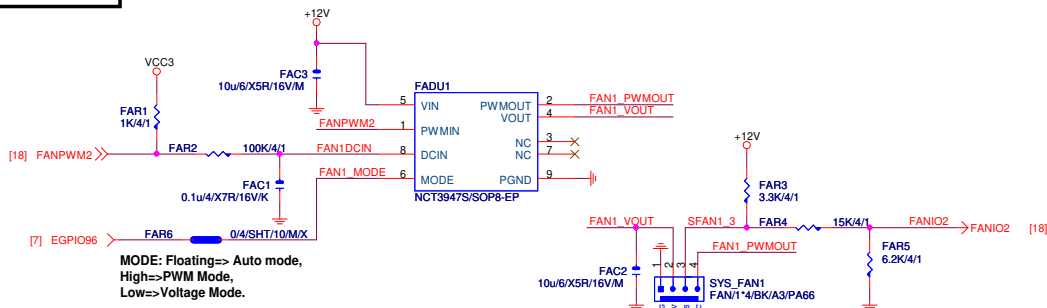 +12V
VCC3
FAC3
10u/6/X5R/16V/M
FADU1
FAR1
1K/4/1
5 VIN PWMOUT 2 FAN1_PWMOUT
VOUT 4 FAN1_VOUT
FANPWM2 1 PWMIN
NC 3
[18] FANPWM2 FAR2 100K/4/1 FAN1DCIN 8 DCIN NC 7
FAN1_MODE 6 MODE PGND 9
FAC1
0.1u/4/X7R/16V/K
NCT3947S/SOP8-EP
+12V
FAR3
3.3K/4/1
FAN1_VOUT SFAN1_3 FAR4 15K/4/1 FANIO2 FANIO2 [18]
[7] EGPIO96 FAR6 0/4/SHT/10/M/X
FAN1_PWMOUT
FAR5
6.2K/4/1
MODE: Floating=> Auto mode,
High=>PWM Mode,
Low=>Voltage Mode.
1 2 3 4
FAC2
10u/6/X5R/16V/M
G V S C
SYS_FAN1
FAN/1*4/BK/A3/PA66